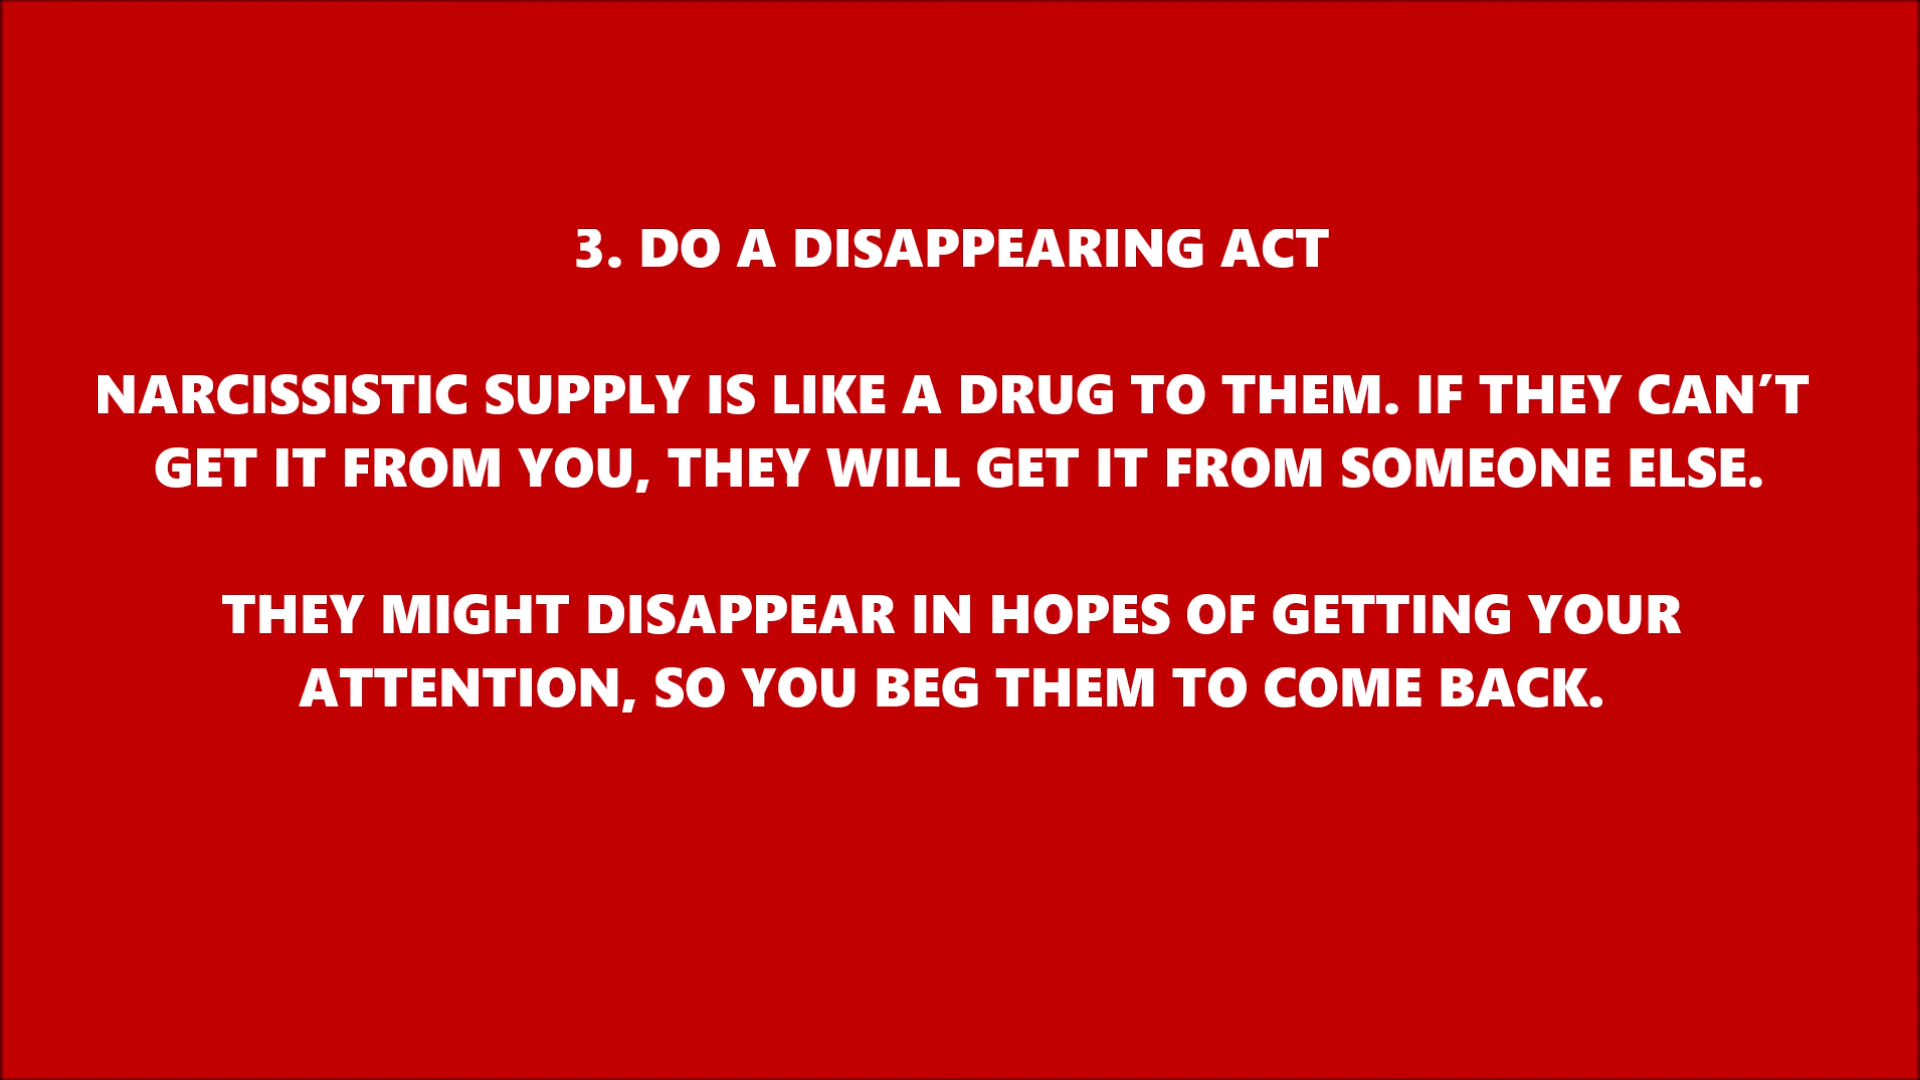 3. DO A DISAPPEARING ACT
NARCISSISTIC SUPPLY IS LIKE A DRUG TO THEM. IF THEY CAN’T
GET IT FROM YOU, THEY WILL GET IT FROM SOMEONE ELSE.
THEY MIGHT DISAPPEAR IN HOPES OF GETTING YOUR
ATTENTION, SO YOU BEG THEM TO COME BACK.